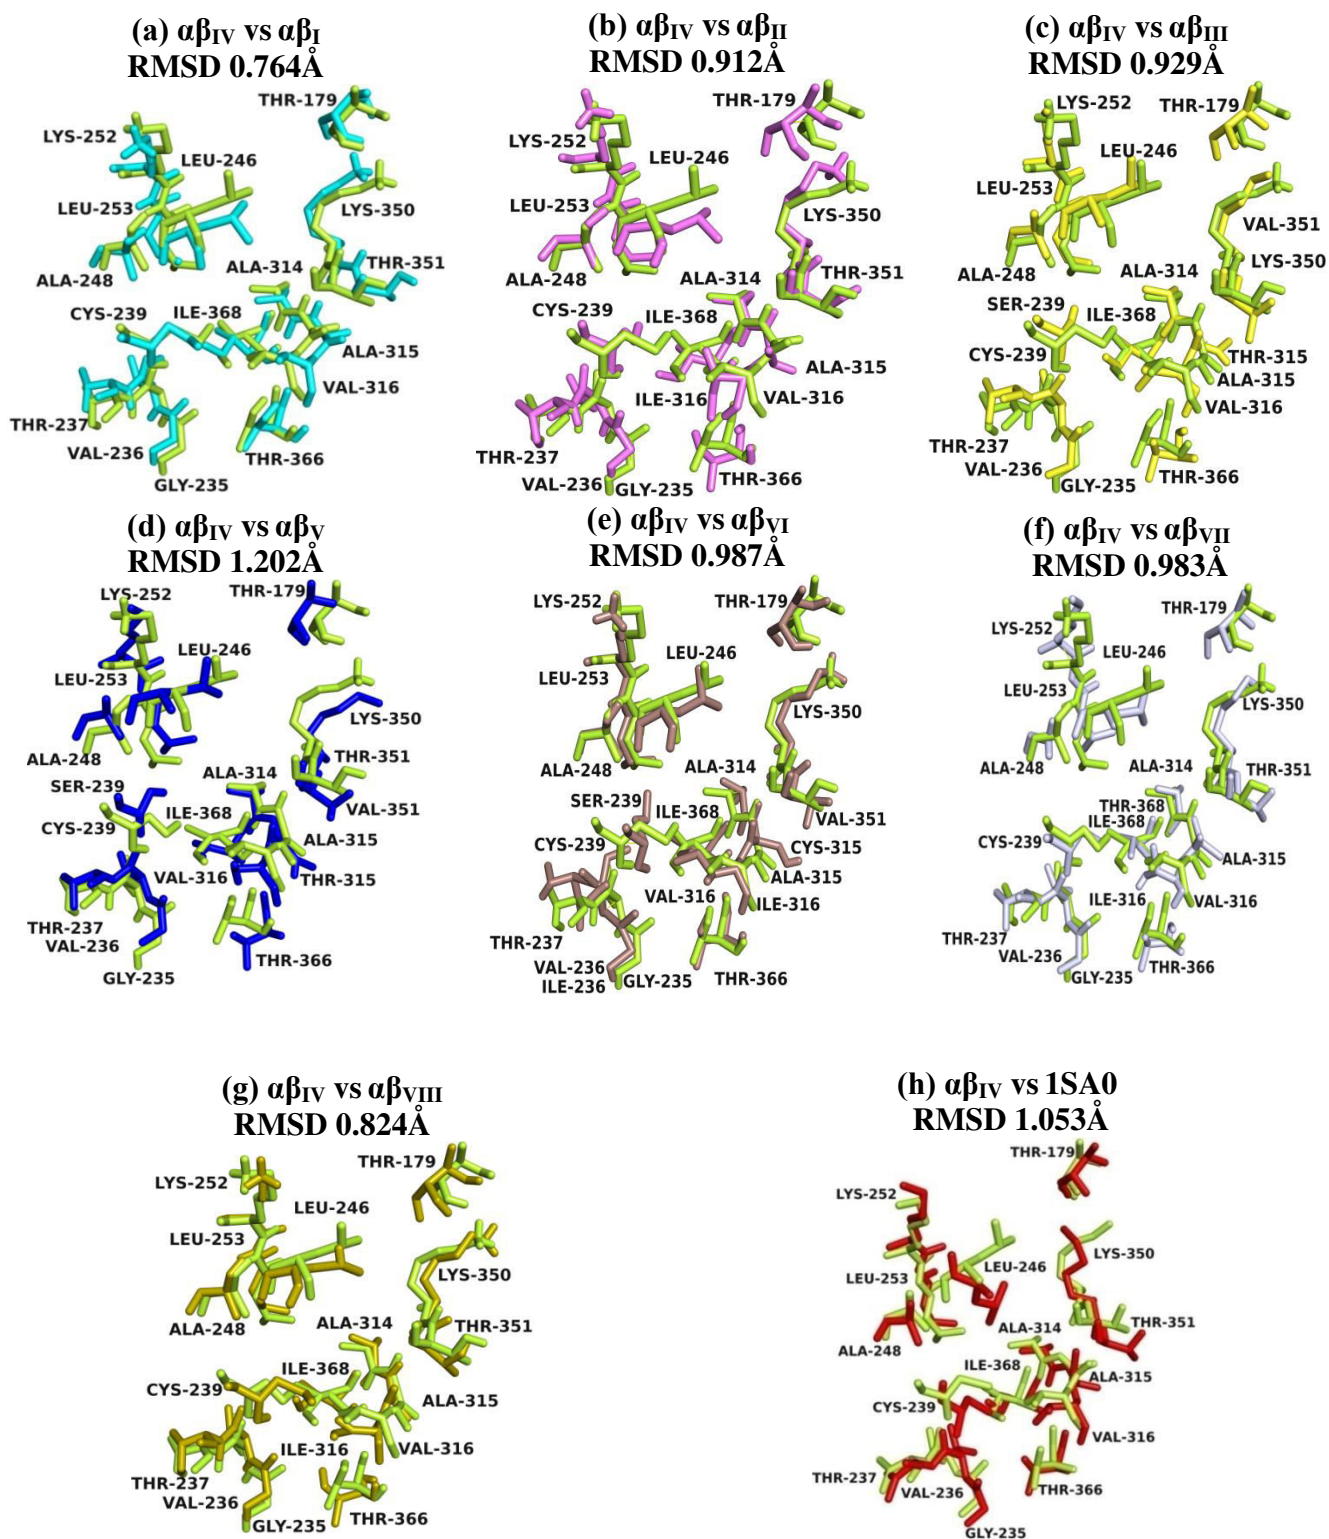 (a) αβIV vs αβI
RMSD 0.764Å
THR-179
LYS-252
LEU-246
LEU-253
LYS-350
ALA-248
ALA-314
THR-351
CYS-239
ILE-368
ALA-315
VAL-316
THR-237
VAL-236
THR-366
GLY-235
(b) αβIV vs αβII
RMSD 0.912Å
THR-179
LYS-252
LEU-246
LEU-253
LYS-350
ALA-248
ALA-314
THR-351
CYS-239
ILE-368
ALA-315
ILE-316
VAL-316
THR-237
VAL-236
GLY-235
THR-366
(c) αβIV vs αβIII
RMSD 0.929Å
LYS-252
THR-179
LEU-246
LEU-253
VAL-351
ALA-248
ALA-314
LYS-350
SER-239
ILE-368
CYS-239
THR-315
ALA-315
VAL-316
THR-237
VAL-236
GLY-235
THR-366
(d) αβIV vs αβV
RMSD 1.202Å
LYS-252
THR-179
LEU-246
LEU-253
LYS-350
ALA-248
THR-351
SER-239
ALA-314
VAL-351
CYS-239
ILE-368
ALA-315
VAL-316
THR-315
THR-237
VAL-236
THR-366
GLY-235
(e) αβIV vs αβVI
RMSD 0.987Å
LYS-252
THR-179
LEU-246
LEU-253
LYS-350
ALA-248
ALA-314
SER-239
ILE-368
VAL-351
CYS-239
CYS-315
ALA-315
VAL-316
ILE-316
THR-237
VAL-236
ILE-236
GLY-235
THR-366
(f) αβIV vs αβVII
RMSD 0.983Å
THR-179
LYS-252
LEU-246
LEU-253
LYS-350
ALA-248
ALA-314
THR-351
THR-368
ILE-368
CYS-239
ALA-315
ILE-316
VAL-316
THR-237
VAL-236
GLY-235
THR-366
(g) αβIV vs αβVIII
RMSD 0.824Å
THR-179
LYS-252
LEU-246
LEU-253
LYS-350
ALA-248
ALA-314
THR-351
CYS-239
ILE-368
ALA-315
ILE-316
VAL-316
THR-237
VAL-236
GLY-235
THR-366
(h) αβIV vs 1SA0
RMSD 1.053Å
THR-179
LYS-252
LYS-350
LEU-246
LEU-253
ALA-248
ALA-314
THR-351
ILE-368
ALA-315
CYS-239
VAL-316
THR-237
VAL-236
THR-366
GLY-235